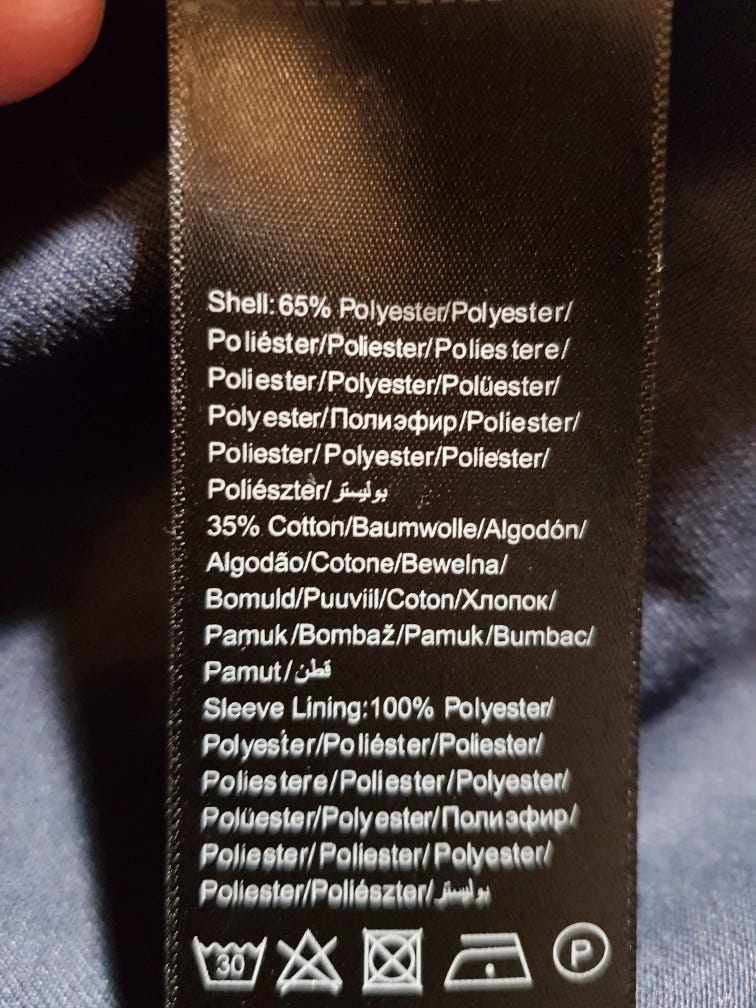 Shell:65% Polyester/Polyester/
Poliéster/Poliester/Poliestere/
Poliester/Polyester/Polüester/
Polyester/Полиэфир/Poliester/
Poliester/Polyester/Poliester/
Poliészter/بوليستر
35% Cotton/Baumwolle/Algodón/
Algodão/Cotone/Bewelna/
Bomuld/Puuviil/Coton/Хлопок/
Pamuk/Bombaž/Pamuk/Bumbac/
Pamut/قطن
Sleeve Lining:100% Polyester/
Polyester/Poliéster/Poliester/
Poliestere/Poliester/Polyester/
Polüester/Polyester/Полиэфир/
Poliester/Poliester/Polyester/
Poliester/Poliészter/بوليستر
30 P